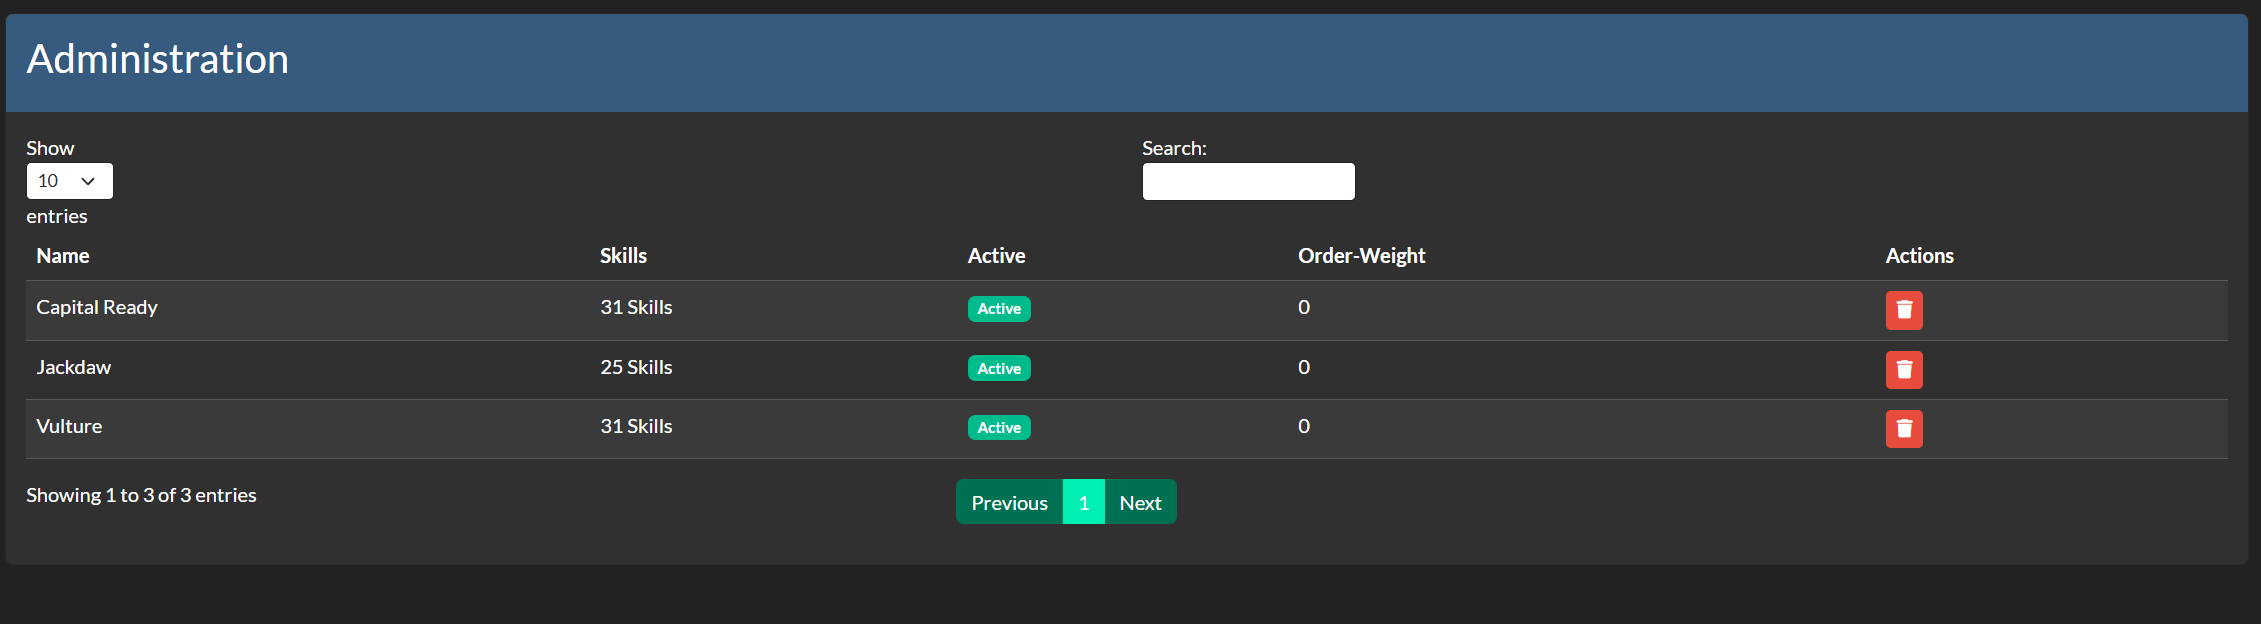 Administration
Show
10
entries
Search:
Name Skills Active Order-Weight Actions
Capital Ready 31 Skills Active 0
Jackdaw 25 Skills Active 0
Vulture 31 Skills Active 0
Showing 1 to 3 of 3 entries
Previous 1 Next